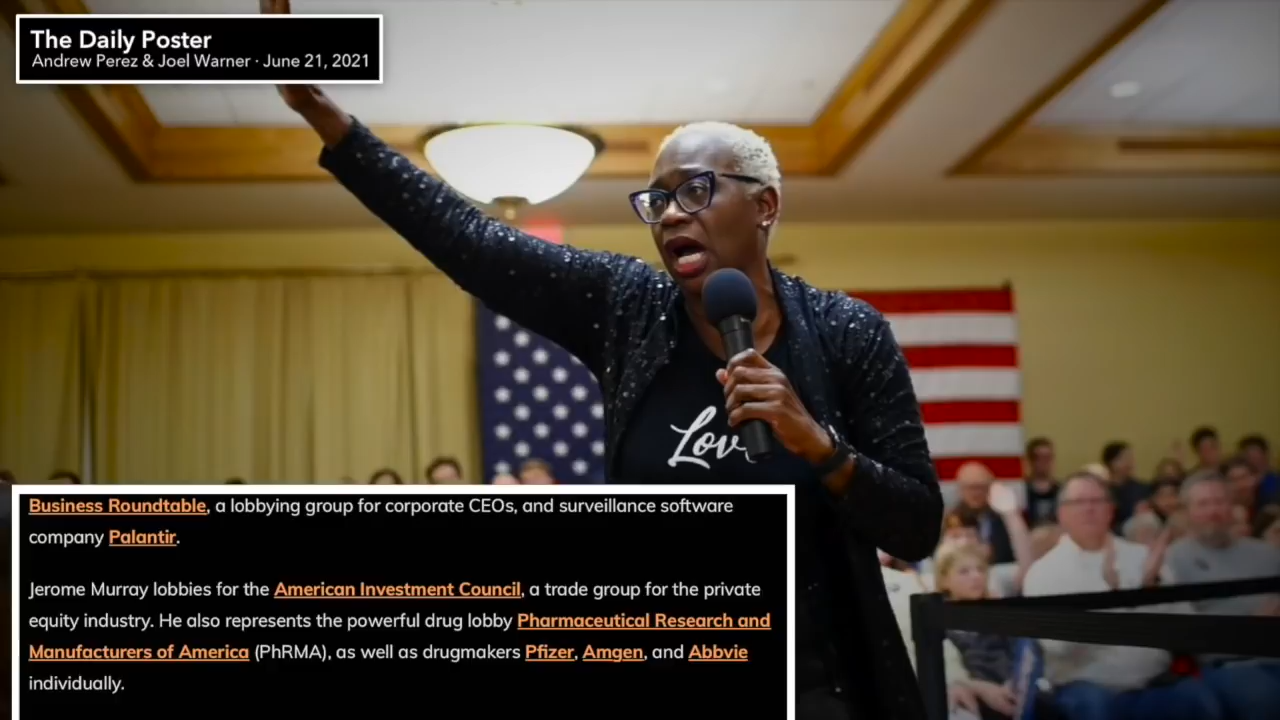 The Daily Poster
Andrew Perez & Joel Warner · June 21, 2021
Lov
Business Roundtable, a lobbying group for corporate CEOs, and surveillance software
company Palantir.
Jerome Murray lobbies for the American Investment Council, a trade group for the private
equity industry. He also represents the powerful drug lobby Pharmaceutical Research and
Manufacturers of America (PhRMA), as well as drugmakers Pfizer, Amgen, and Abbvie
individually.